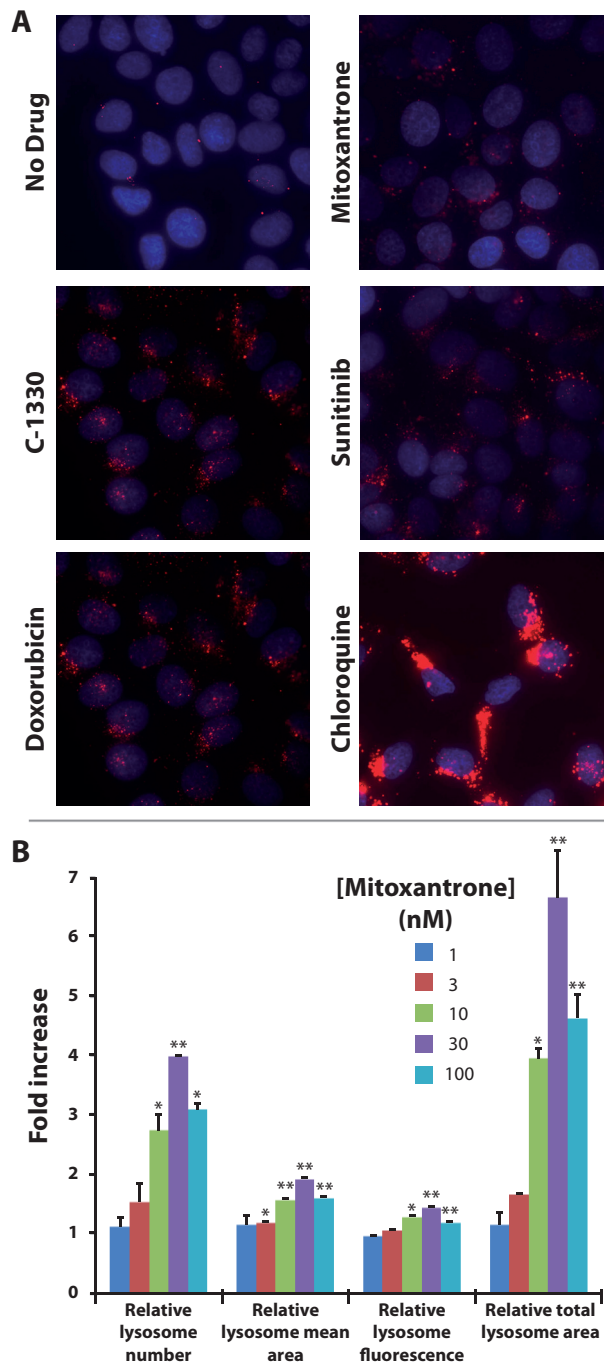 A
No Drug
Mitoxantrone
C-1330
Sunitinib
Doxorubicin
Chloroquine
B
[Mitoxantrone]
(nM)
1
3
10
30
100
Fold increase
7
6
5
4
3
2
1
0
* ** *
* ** ** **
* ** **
* ** **
Relative
lysosome
number
Relative
lysosome mean
area
Relative
lysosome
fluorescence
Relative total
lysosome area